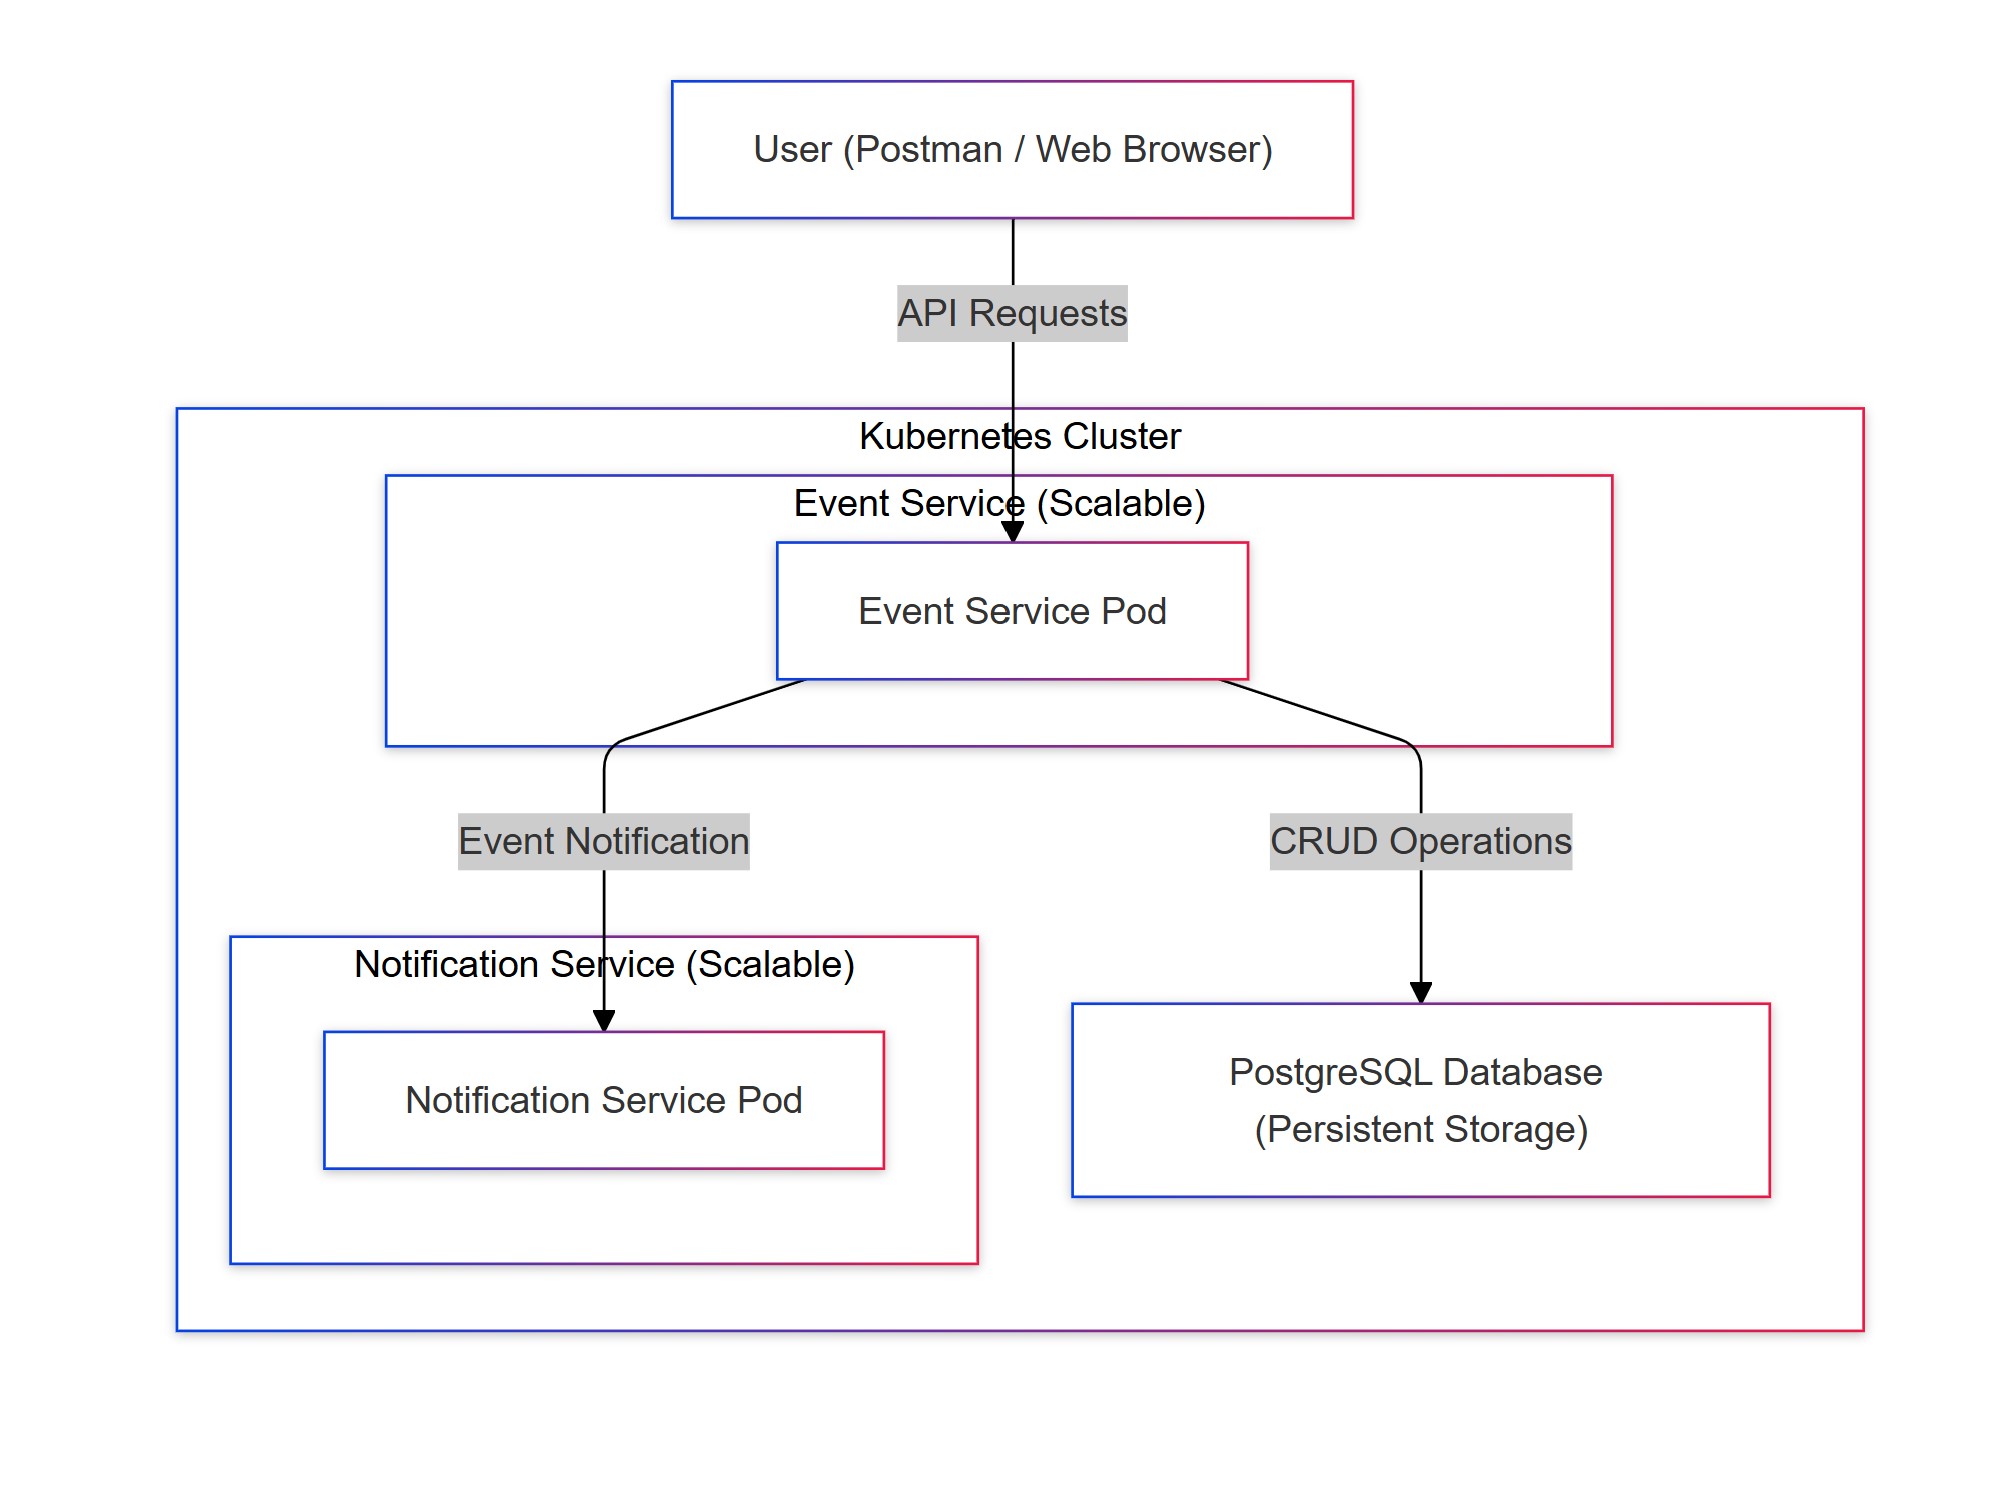 User (Postman / Web Browser)
API Requests
Kubernetes Cluster
Event Service (Scalable)
Event Service Pod
Event Notification
CRUD Operations
Notification Service (Scalable)
Notification Service Pod
PostgreSQL Database
(Persistent Storage)